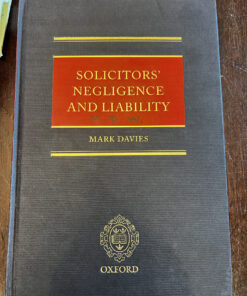 SOLICITORS'
NEGLIGENCE
AND LIABILITY
MARK DAVIES
OXFORD